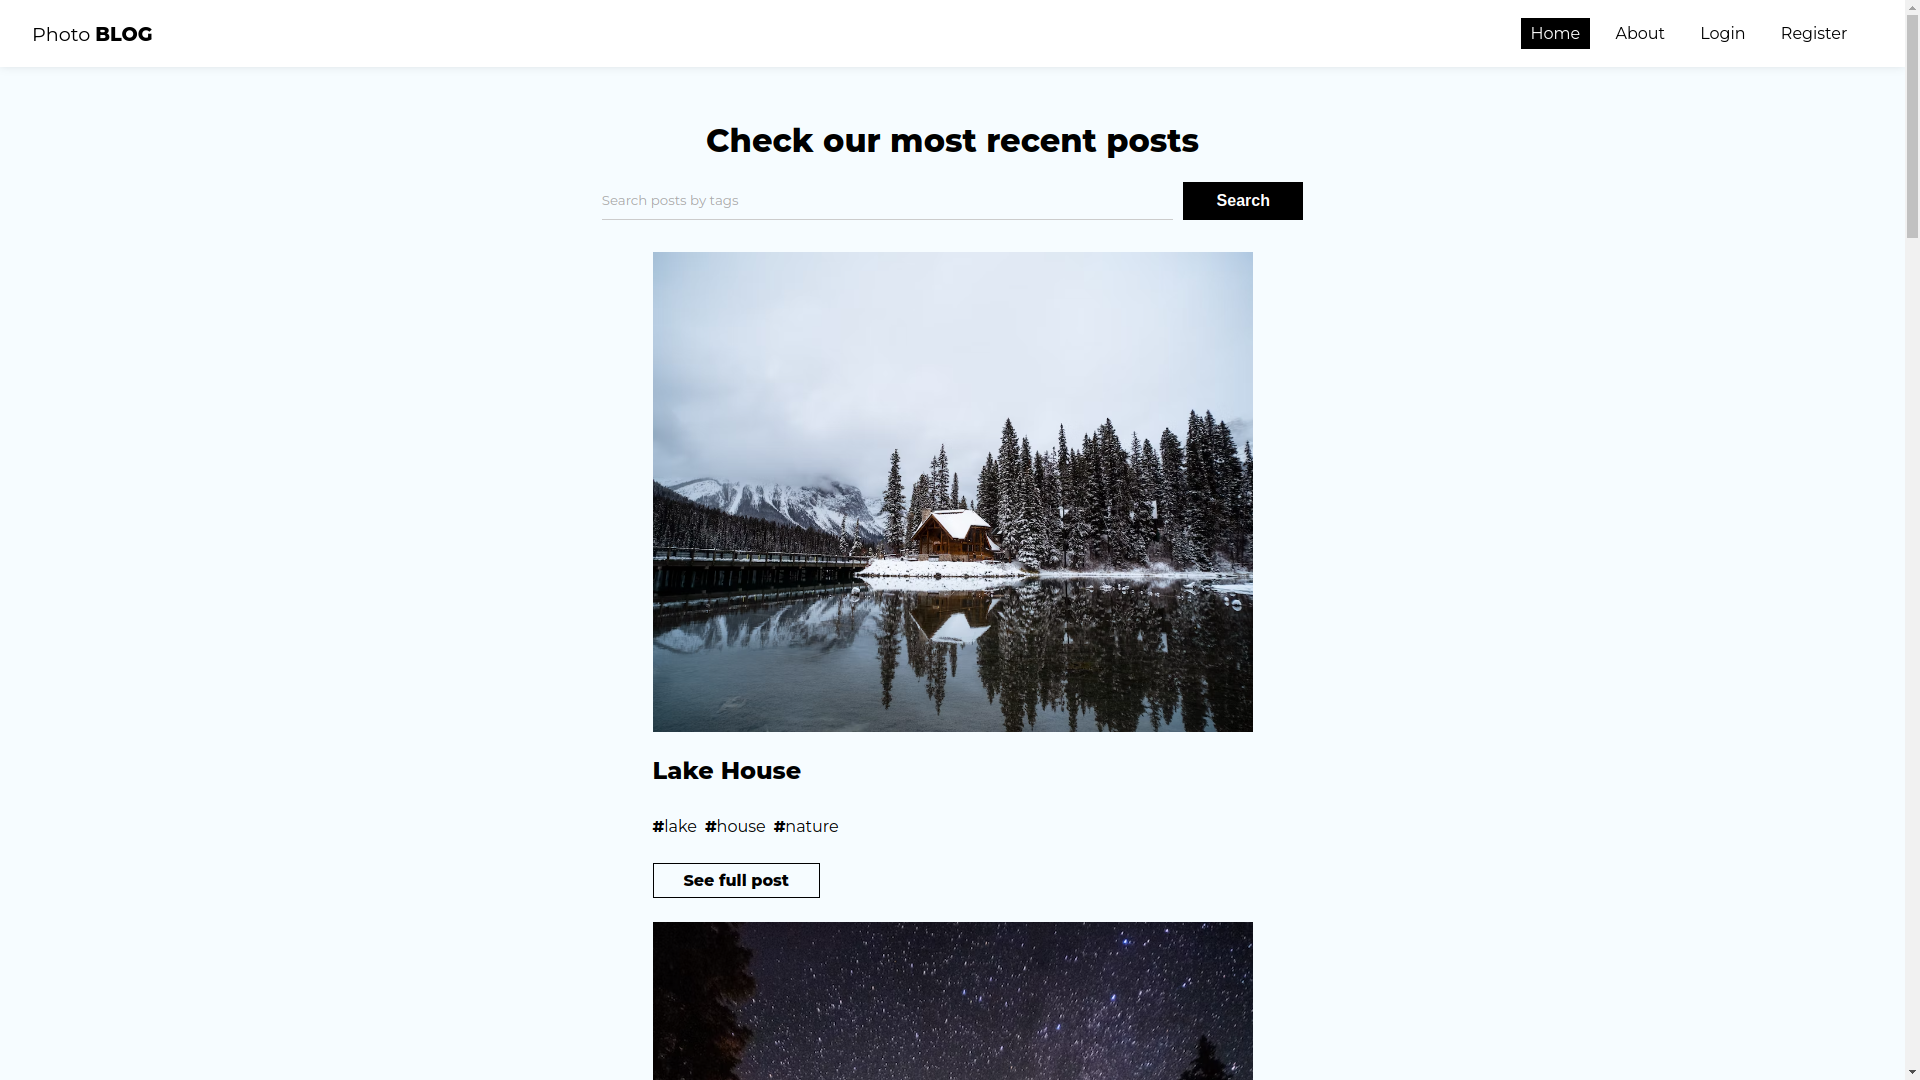 Photo BLOG
Home About Login Register
Check our most recent posts
Search posts by tags
Search
Lake House
#lake #house #nature
See full post